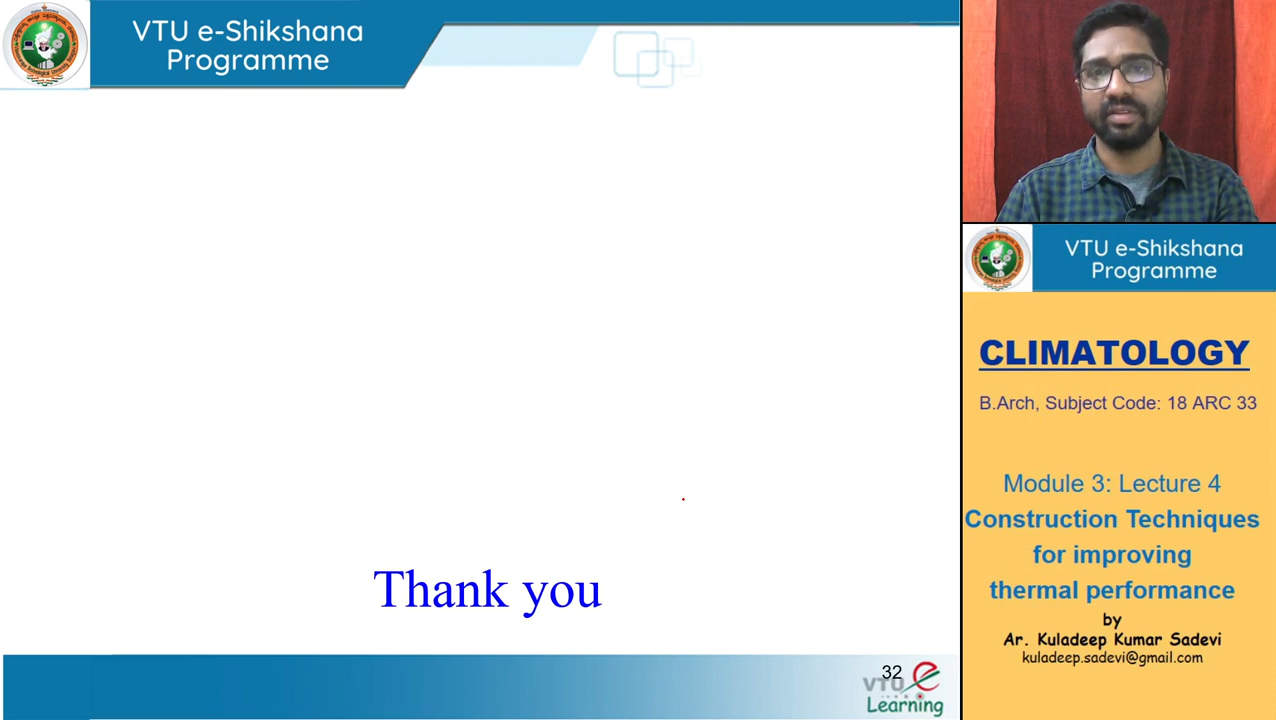 VTU e-Shikshana
Programme
Thank you
32
VTU
Learning
VTU e-Shikshana
Programme
CLIMATOLOGY
B.Arch, Subject Code: 18 ARC 33
Module 3: Lecture 4
Construction Techniques
for improving
thermal performance
by
Ar. Kuladeep Kumar Sadevi
kuladeep.sadevi@gmail.com